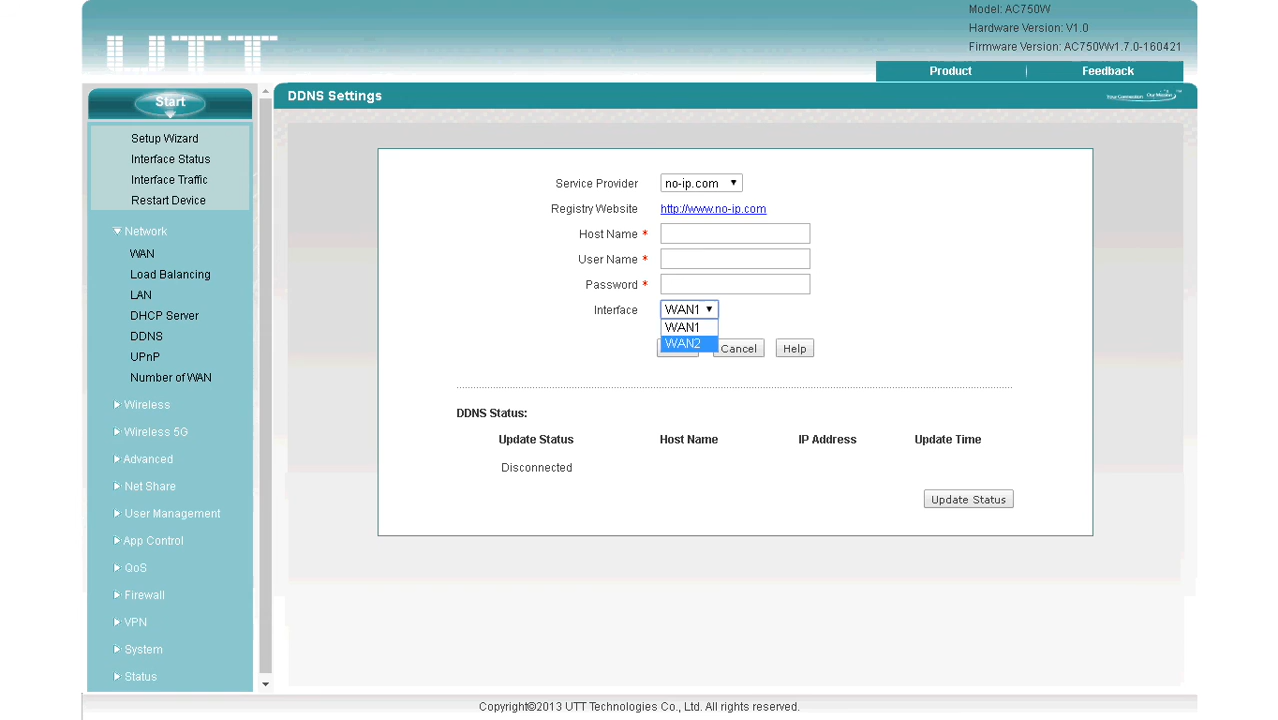 Model: AC750W
Hardware Version: V1.0
Firmware Version: AC750Wv1.7.0-160421
UTT
Product
Feedback
Start
DDNS Settings
Your Connection Our Mission
Setup Wizard
Interface Status
Interface Traffic
Restart Device
Network
WAN
Load Balancing
LAN
DHCP Server
DDNS
UPnP
Number of WAN
Wireless
Wireless 5G
Advanced
Net Share
User Management
App Control
QoS
Firewall
VPN
System
Status
Service Provider no-ip.com
Registry Website http://www.no-ip.com
Host Name *
User Name *
Password *
Interface WAN1
WAN1
WAN2
Cancel Help
DDNS Status:
Update Status Host Name IP Address Update Time
Disconnected
Update Status
Copyright©2013 UTT Technologies Co., Ltd. All rights reserved.